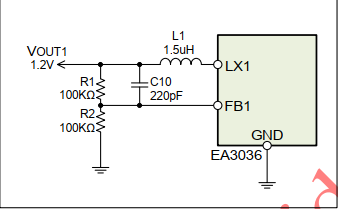 L1
1.5uH
VOUT1
1.2V
LX1
R1
100KΩ
C10
220pF
FB1
R2
100KΩ
GND
EA3036